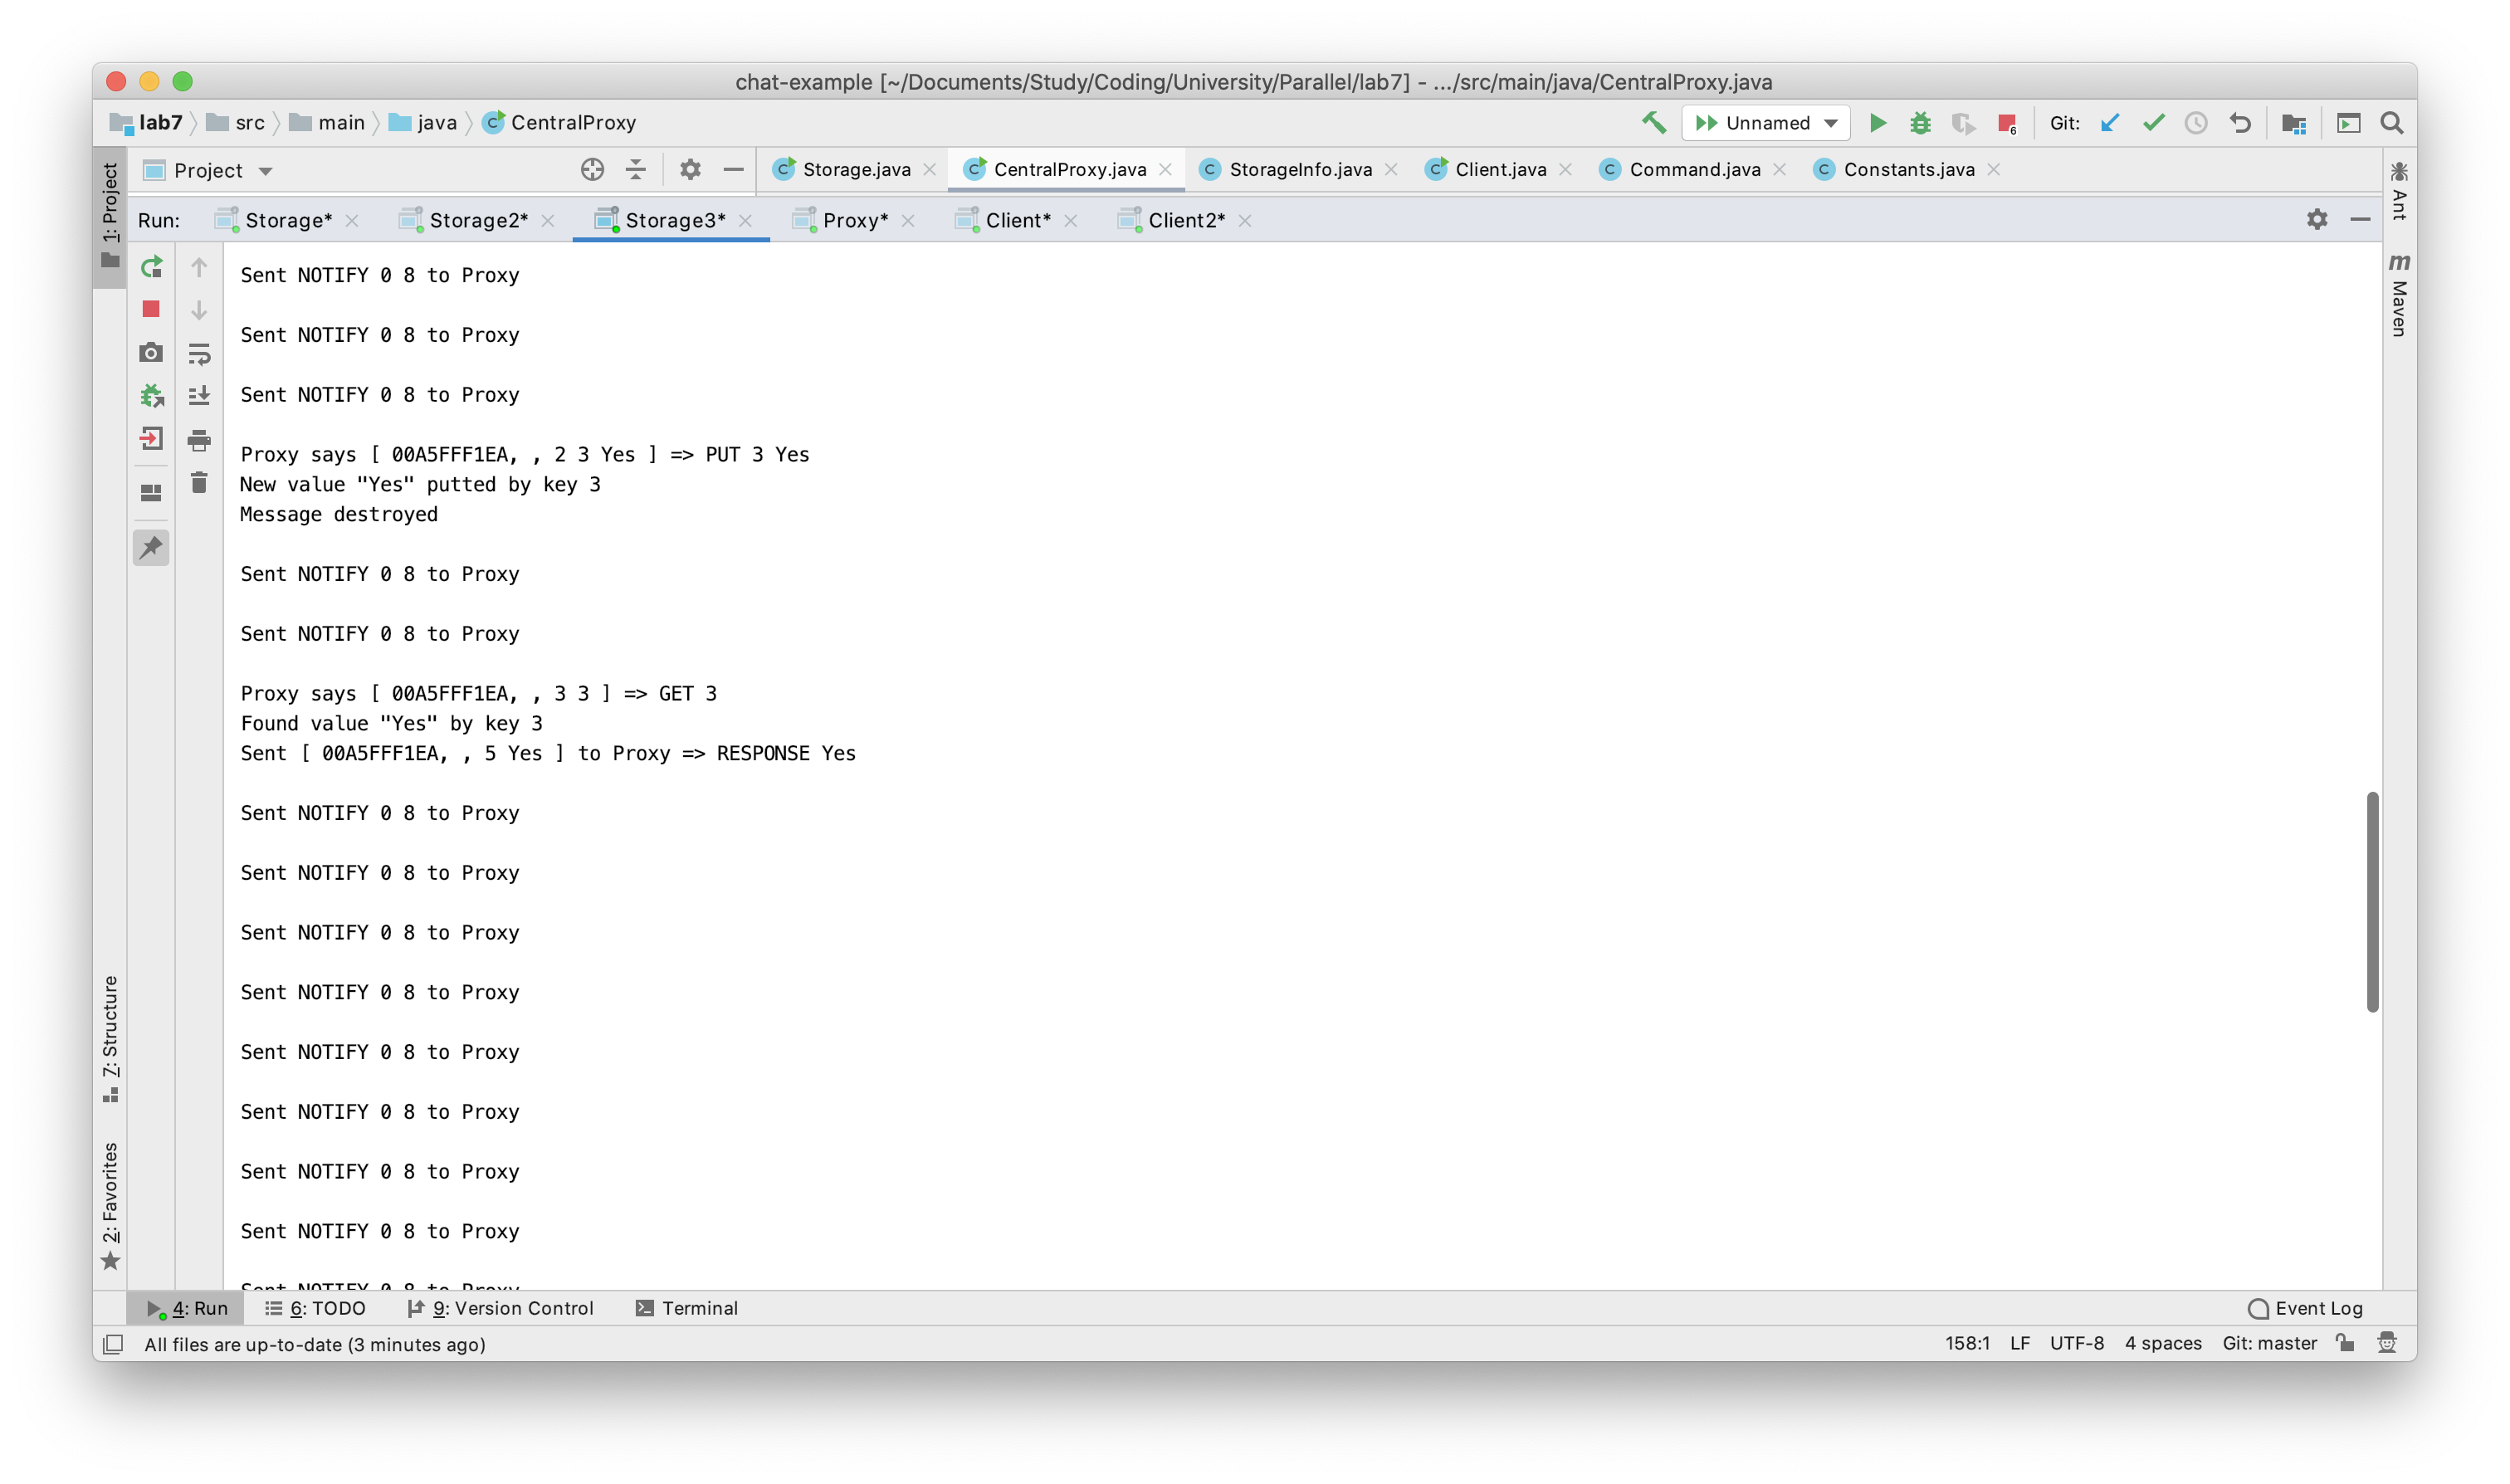 chat-example [~/Documents/Study/Coding/University/Parallel/lab7] - .../src/main/java/CentralProxy.java
lab7 src main java CentralProxy Unnamed 6 Git:
1: Project
Project Storage.java CentralProxy.java StorageInfo.java Client.java Command.java Constants.java
Ant
Run: Storage* Storage2* Storage3* Proxy* Client* Client2*
Maven
Sent NOTIFY 0 8 to Proxy
Sent NOTIFY 0 8 to Proxy
Sent NOTIFY 0 8 to Proxy
Proxy says [ 00A5FFF1EA, , 2 3 Yes ] => PUT 3 Yes
New value "Yes" putted by key 3
Message destroyed
Sent NOTIFY 0 8 to Proxy
Sent NOTIFY 0 8 to Proxy
Proxy says [ 00A5FFF1EA, , 3 3 ] => GET 3
Found value "Yes" by key 3
Sent [ 00A5FFF1EA, , 5 Yes ] to Proxy => RESPONSE Yes
Sent NOTIFY 0 8 to Proxy
Sent NOTIFY 0 8 to Proxy
Sent NOTIFY 0 8 to Proxy
Sent NOTIFY 0 8 to Proxy
Sent NOTIFY 0 8 to Proxy
Sent NOTIFY 0 8 to Proxy
Sent NOTIFY 0 8 to Proxy
Sent NOTIFY 0 8 to Proxy
Sent NOTIFY 0 8 to Proxy
7: Structure
2: Favorites
4: Run 6: TODO 9: Version Control Terminal Event Log
All files are up-to-date (3 minutes ago) 158:1 LF UTF-8 4 spaces Git: master